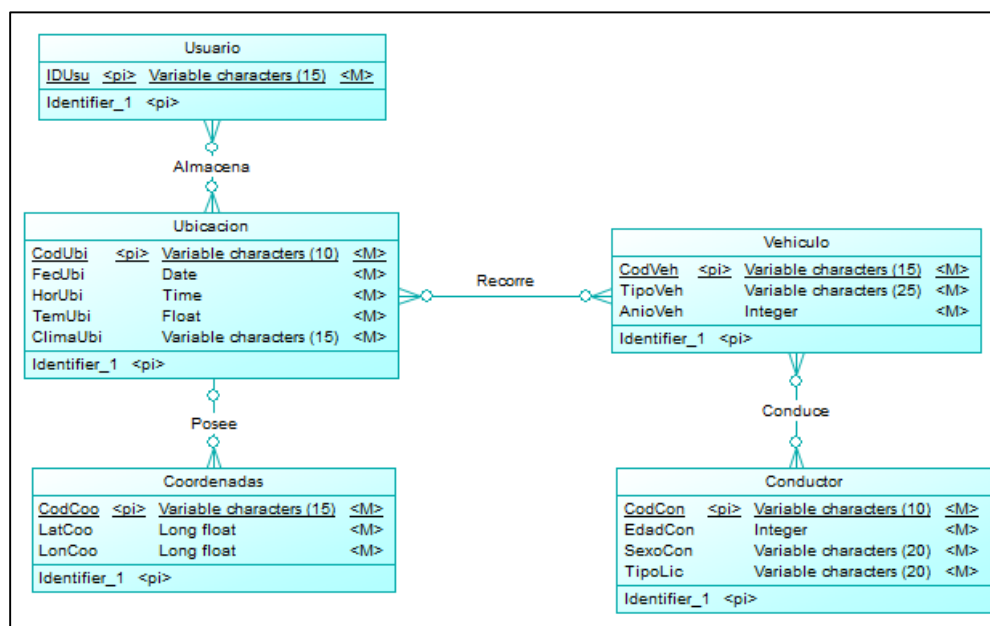 Usuario
IDUsu <pi> Variable characters (15) <M>
Identifier_1 <pi>
Almacena
Ubicacion
CodUbi <pi> Variable characters (10) <M>
FecUbi Date <M>
HorUbi Time <M>
TemUbi Float <M>
ClimaUbi Variable characters (15) <M>
Identifier_1 <pi>
Recorre
Vehiculo
CodVeh <pi> Variable characters (15) <M>
TipoVeh Variable characters (25) <M>
AnioVeh Integer <M>
Identifier_1 <pi>
Posee
Conduce
Coordenadas
CodCoo <pi> Variable characters (15) <M>
LatCoo Long float <M>
LonCoo Long float <M>
Identifier_1 <pi>
Conductor
CodCon <pi> Variable characters (10) <M>
EdadCon Integer <M>
SexoCon Variable characters (20) <M>
TipoLic Variable characters (20) <M>
Identifier_1 <pi>